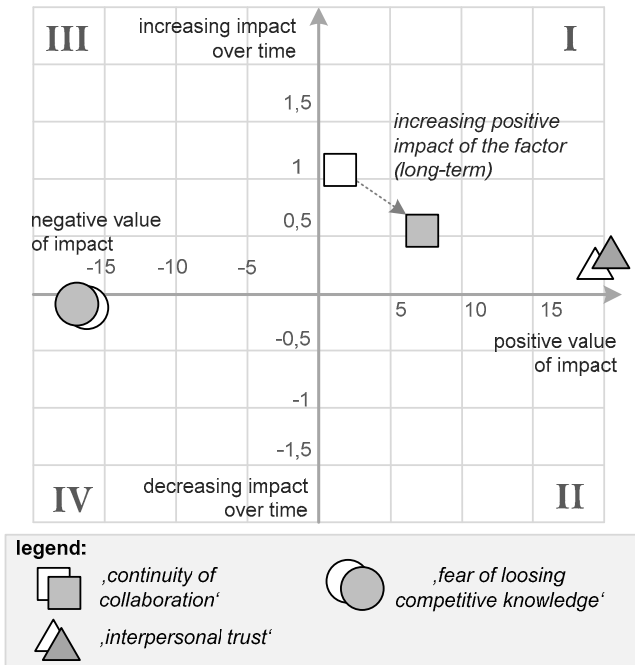 III
increasing impact
over time
I
1,5
increasing positive
impact of the factor
(long-term)
1
0,5
negative value
of impact
-15
-10
-5
5
10
15
positive value
of impact
-0,5
-1
-1,5
IV
decreasing impact
over time
II
legend:
‚continuity of
collaboration‘
‚fear of loosing
competitive knowledge‘
‚interpersonal trust‘